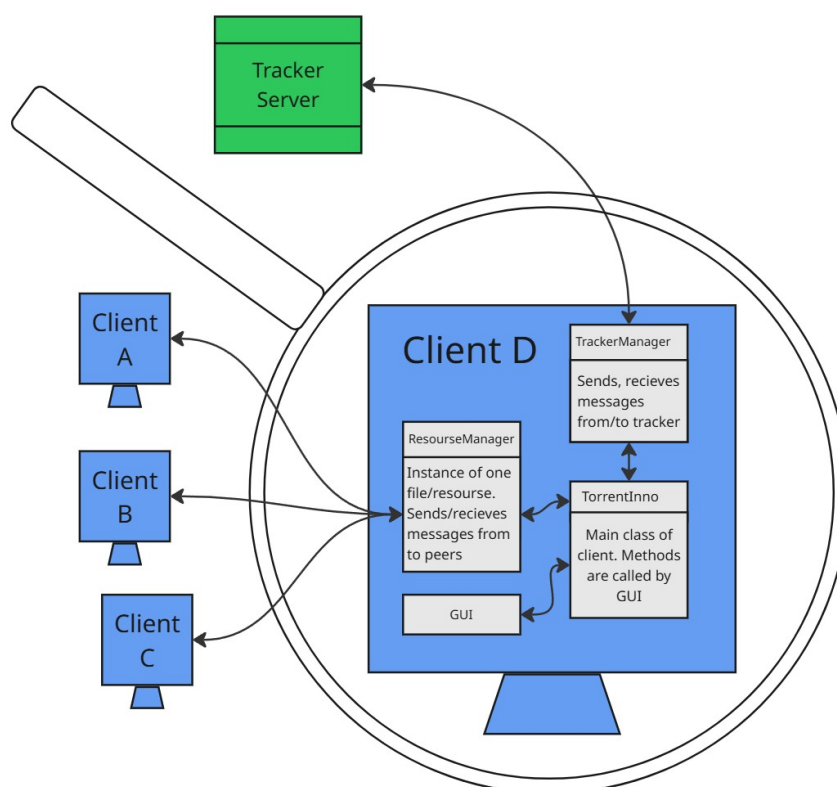 Tracker
Server
Client
A
Client
B
Client
C
Client D
TrackerManager
Sends, recieves
messages
from/to tracker
ResourseManager
Instance of one
file/resourse.
Sends/recieves
messages from
to peers
TorrentInno
Main class of
client. Methods
are called by
GUI
GUI